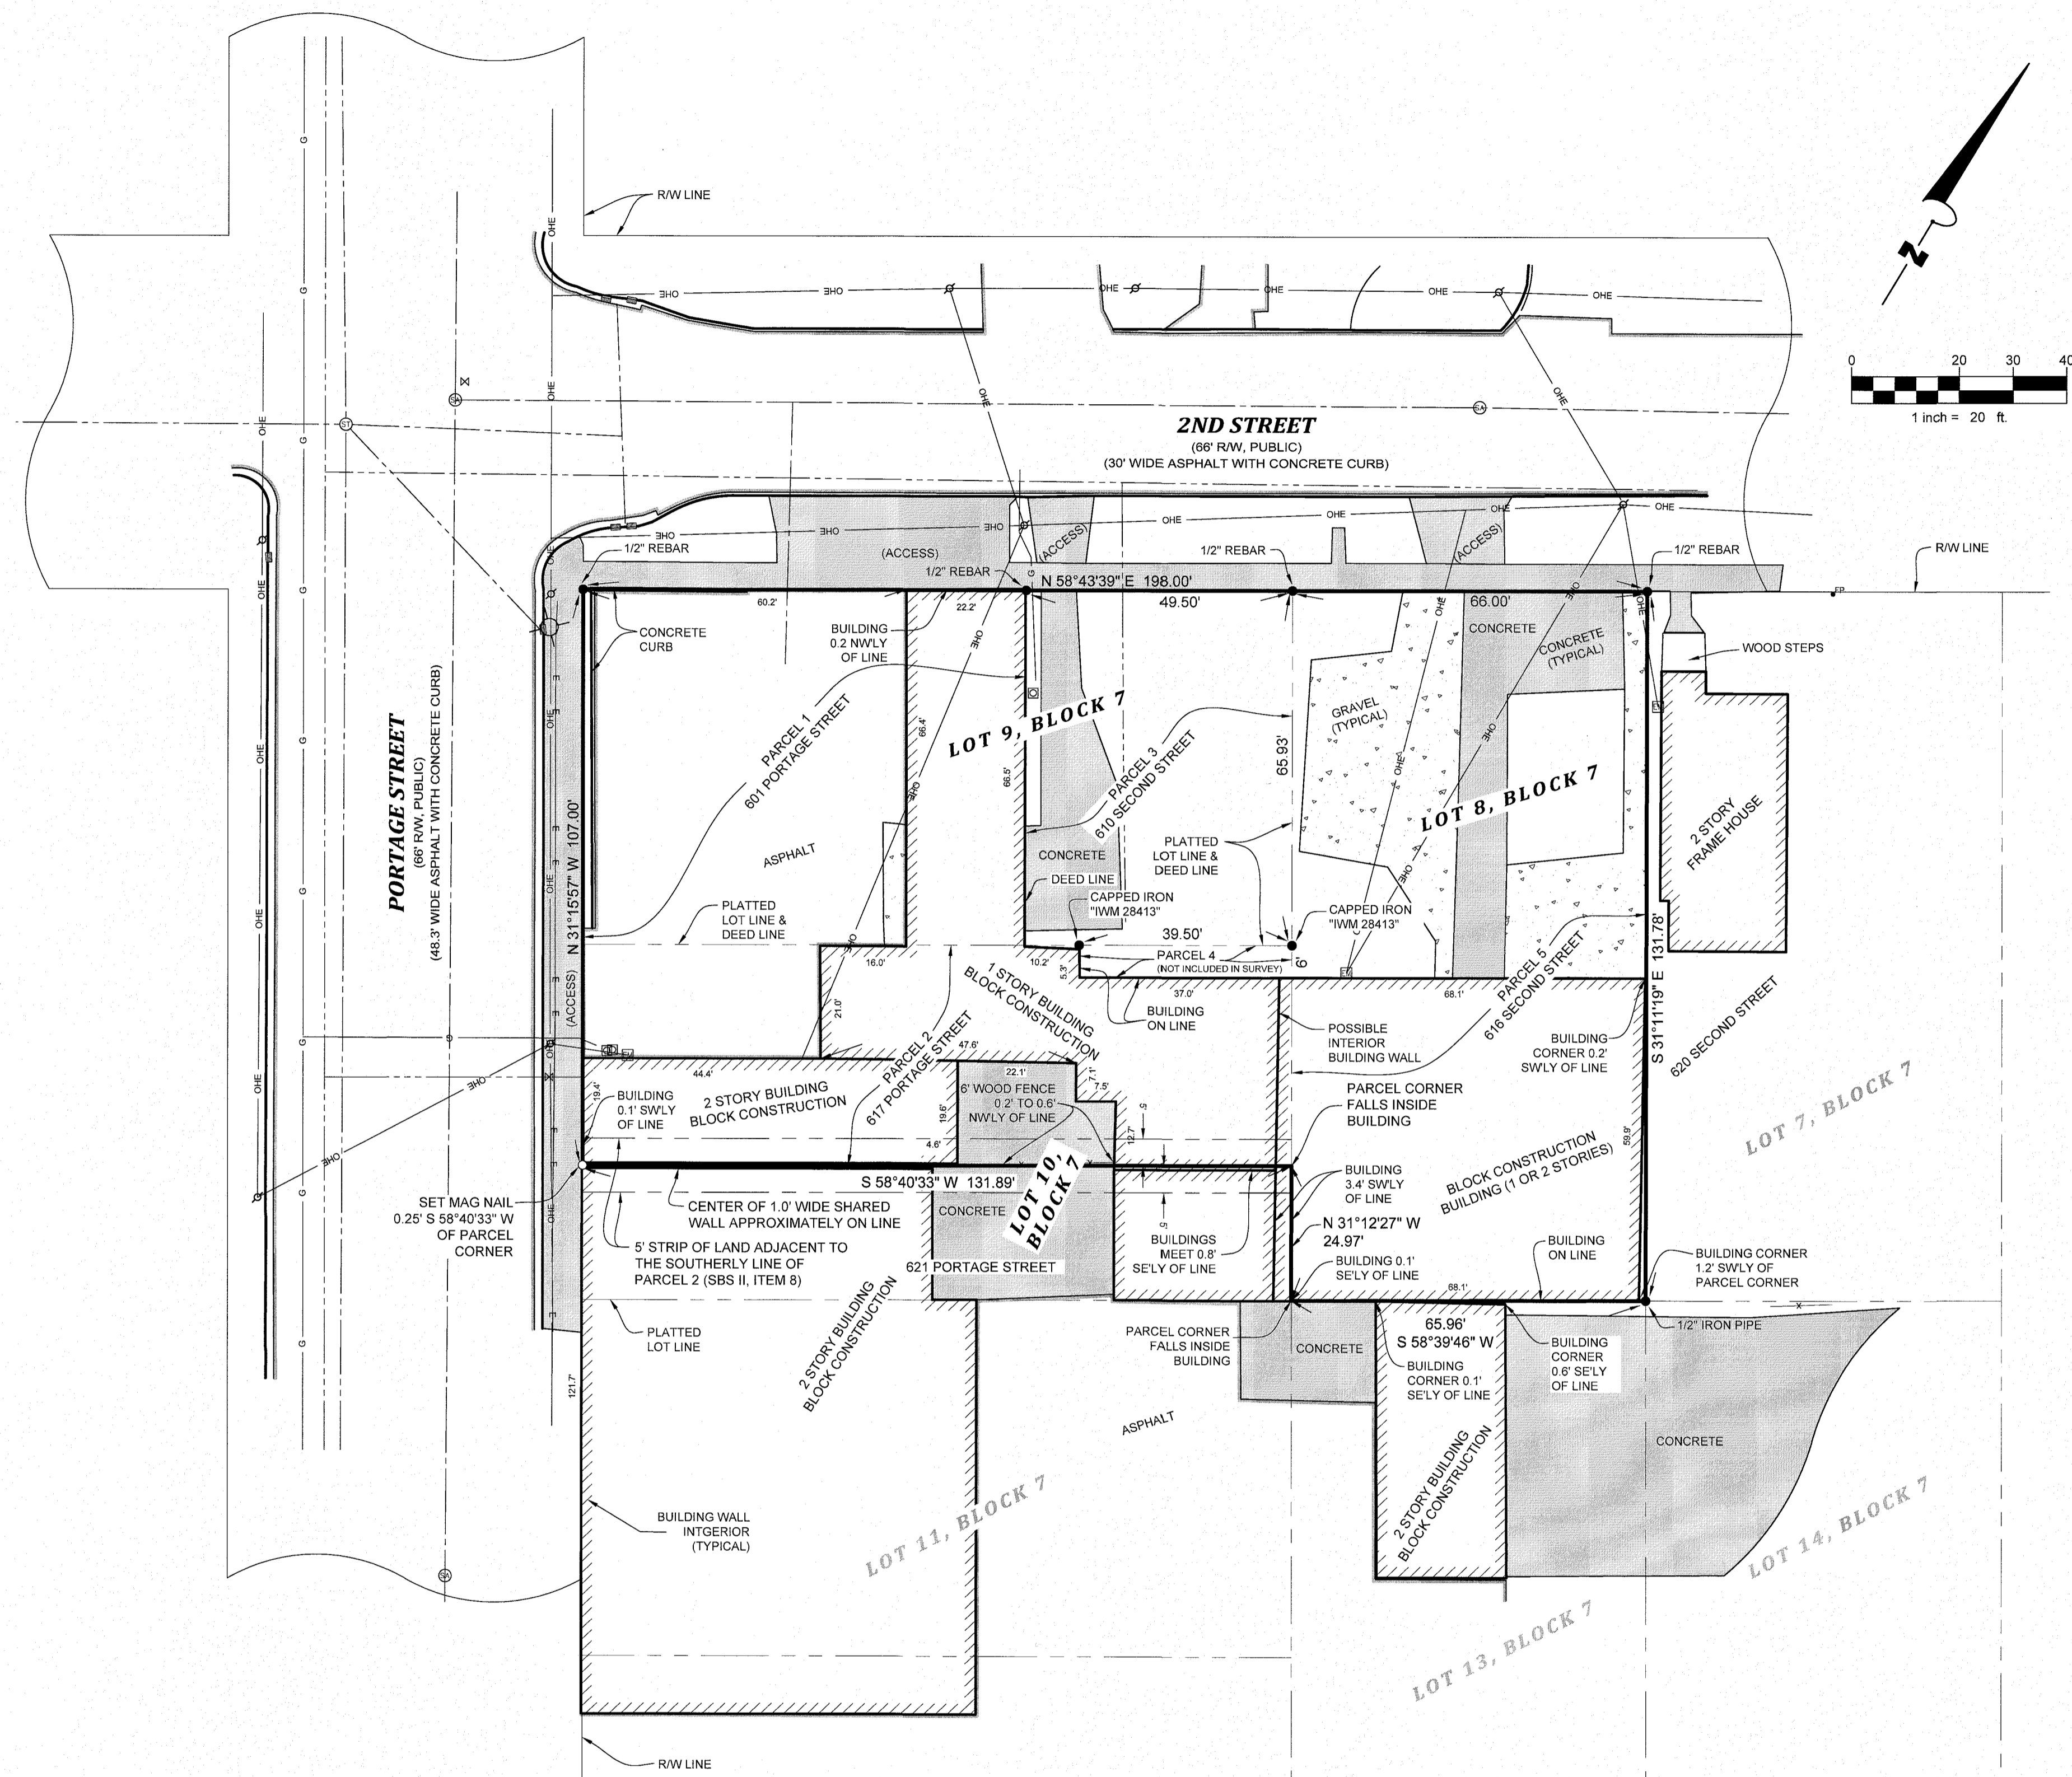 R/W LINE
N
0 20 30 40
1 inch = 20 ft.
2ND STREET
(66' R/W, PUBLIC)
(30' WIDE ASPHALT WITH CONCRETE CURB)
OHE
OHE
OHE
OHE
OHE
OHE
G
ST
SA
SA
1/2" REBAR
(ACCESS)
(ACCESS)
(ACCESS)
1/2" REBAR
1/2" REBAR
1/2" REBAR
R/W LINE
N 58°43'39" E 198.00'
49.50'
66.00'
60.2'
22.2'
CONCRETE
CURB
BUILDING
0.2 NW'LY
OF LINE
CONCRETE
CONCRETE
(TYPICAL)
WOOD STEPS
PORTAGE STREET
(66' R/W, PUBLIC)
(48.3' WIDE ASPHALT WITH CONCRETE CURB)
N 31°15'57" W 107.00'
(ACCESS)
PARCEL 1
601 PORTAGE STREET
66.4'
66.5'
LOT 9, BLOCK 7
PARCEL 3
610 SECOND STREET
65.93'
GRAVEL
(TYPICAL)
LOT 8, BLOCK 7
2 STORY
FRAME HOUSE
ASPHALT
CONCRETE
DEED LINE
PLATTED
LOT LINE &
DEED LINE
PLATTED
LOT LINE &
DEED LINE
CAPPED IRON
"IWM 28413"
CAPPED IRON
"IWM 28413"
39.50'
6'
PARCEL 4
(NOT INCLUDED IN SURVEY)
16.0'
10.2'
5.3'
37.0'
68.1'
21.0'
1 STORY BUILDING
BLOCK CONSTRUCTION
BUILDING
ON LINE
POSSIBLE
INTERIOR
BUILDING WALL
PARCEL 5
616 SECOND STREET
BUILDING
CORNER 0.2'
SW'LY OF LINE
S 31°11'19" E 131.78'
620 SECOND STREET
LOT 7, BLOCK 7
PARCEL 2
617 PORTAGE STREET
47.6'
44.4'
22.1'
7.1'
7.5'
19.4'
19.6'
4.6'
12.7'
5'
5'
2 STORY BUILDING
BLOCK CONSTRUCTION
BUILDING
0.1' SW'LY
OF LINE
6' WOOD FENCE
0.2' TO 0.6'
NW'LY OF LINE
PARCEL CORNER
FALLS INSIDE
BUILDING
59.9'
BLOCK CONSTRUCTION
BUILDING (1 OR 2 STORIES)
BUILDING
3.4' SW'LY
OF LINE
SET MAG NAIL
0.25' S 58°40'33" W
OF PARCEL
CORNER
S 58°40'33" W 131.89'
CENTER OF 1.0' WIDE SHARED
WALL APPROXIMATELY ON LINE
CONCRETE
LOT 10,
BLOCK 7
N 31°12'27" W
24.97'
5' STRIP OF LAND ADJACENT TO
THE SOUTHERLY LINE OF
PARCEL 2 (SBS II, ITEM 8)
621 PORTAGE STREET
BUILDINGS
MEET 0.8'
SE'LY OF LINE
BUILDING 0.1'
SE'LY OF LINE
BUILDING
ON LINE
BUILDING CORNER
1.2' SW'LY OF
PARCEL CORNER
68.1'
PLATTED
LOT LINE
2 STORY BUILDING
BLOCK CONSTRUCTION
PARCEL CORNER
FALLS INSIDE
BUILDING
CONCRETE
65.96'
S 58°39'46" W
BUILDING
CORNER 0.1'
SE'LY OF LINE
BUILDING
CORNER
0.6' SE'LY
OF LINE
1/2" IRON PIPE
121.7'
ASPHALT
2 STORY BUILDING
BLOCK CONSTRUCTION
CONCRETE
BUILDING WALL
INTGERIOR
(TYPICAL)
LOT 11, BLOCK 7
LOT 14, BLOCK 7
LOT 13, BLOCK 7
SA
R/W LINE